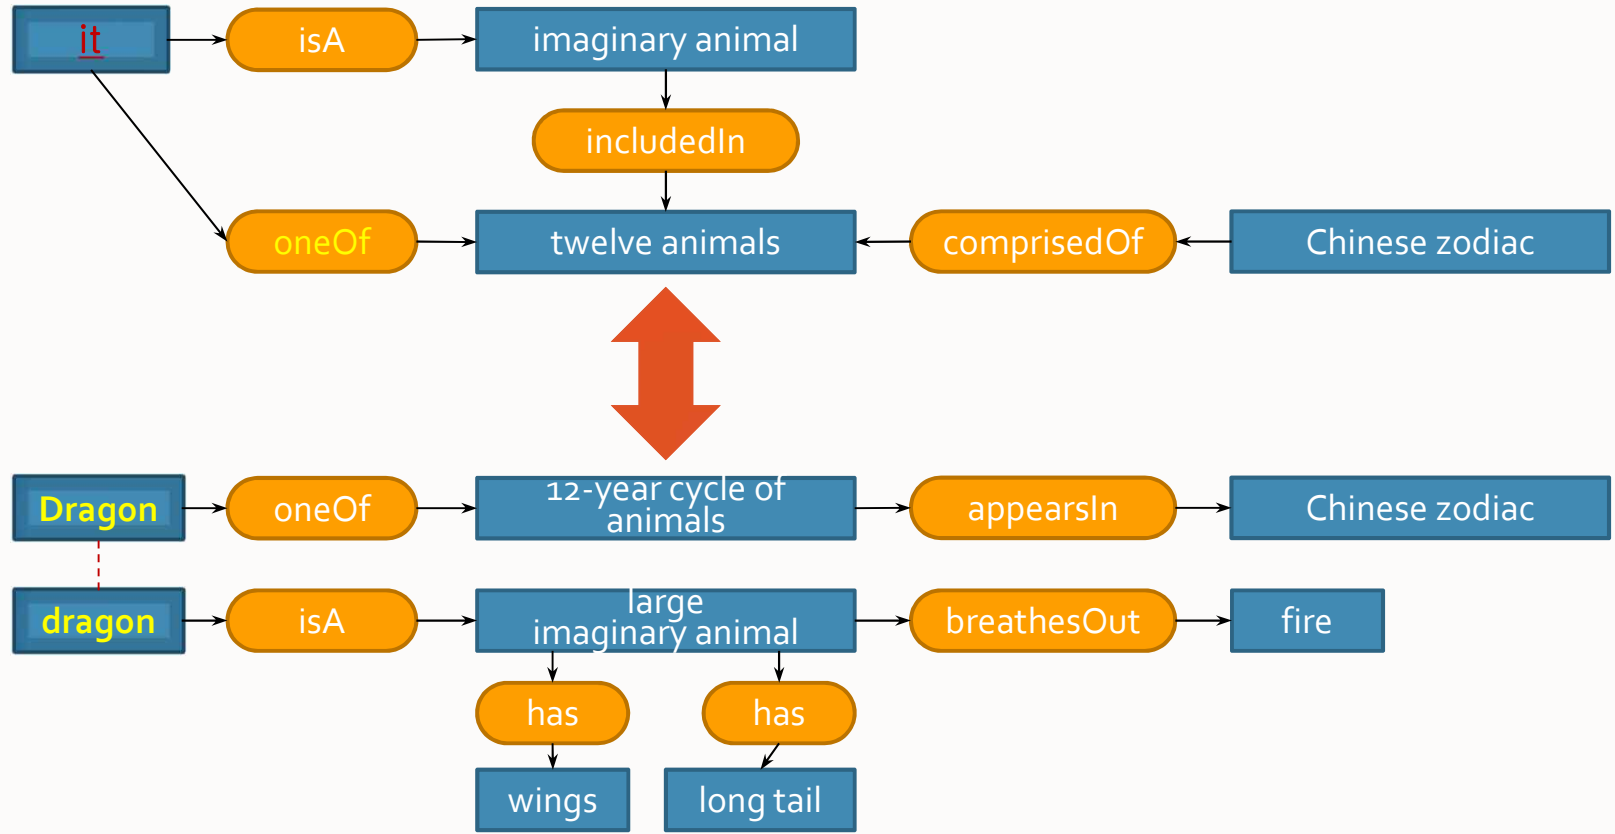 it
isA
imaginary animal
includedIn
oneOf
twelve animals
comprisedOf
Chinese zodiac
Dragon
oneOf
12-year cycle of
animals
appearsIn
Chinese zodiac
dragon
isA
large
imaginary animal
breathesOut
fire
has
has
wings
long tail